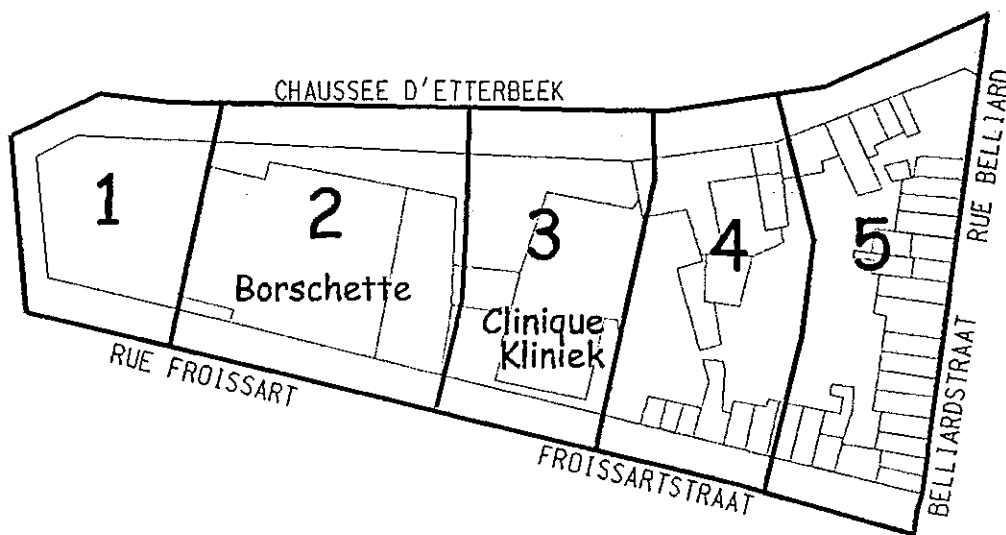 CHAUSSEE D'ETTERBEEK
1
2
3
4
5
Borschette
Clinique
Kliniek
RUE FROISSART
FROISSARTSTRAAT
RUE BELLIARD
BELLIARDSTRAAT